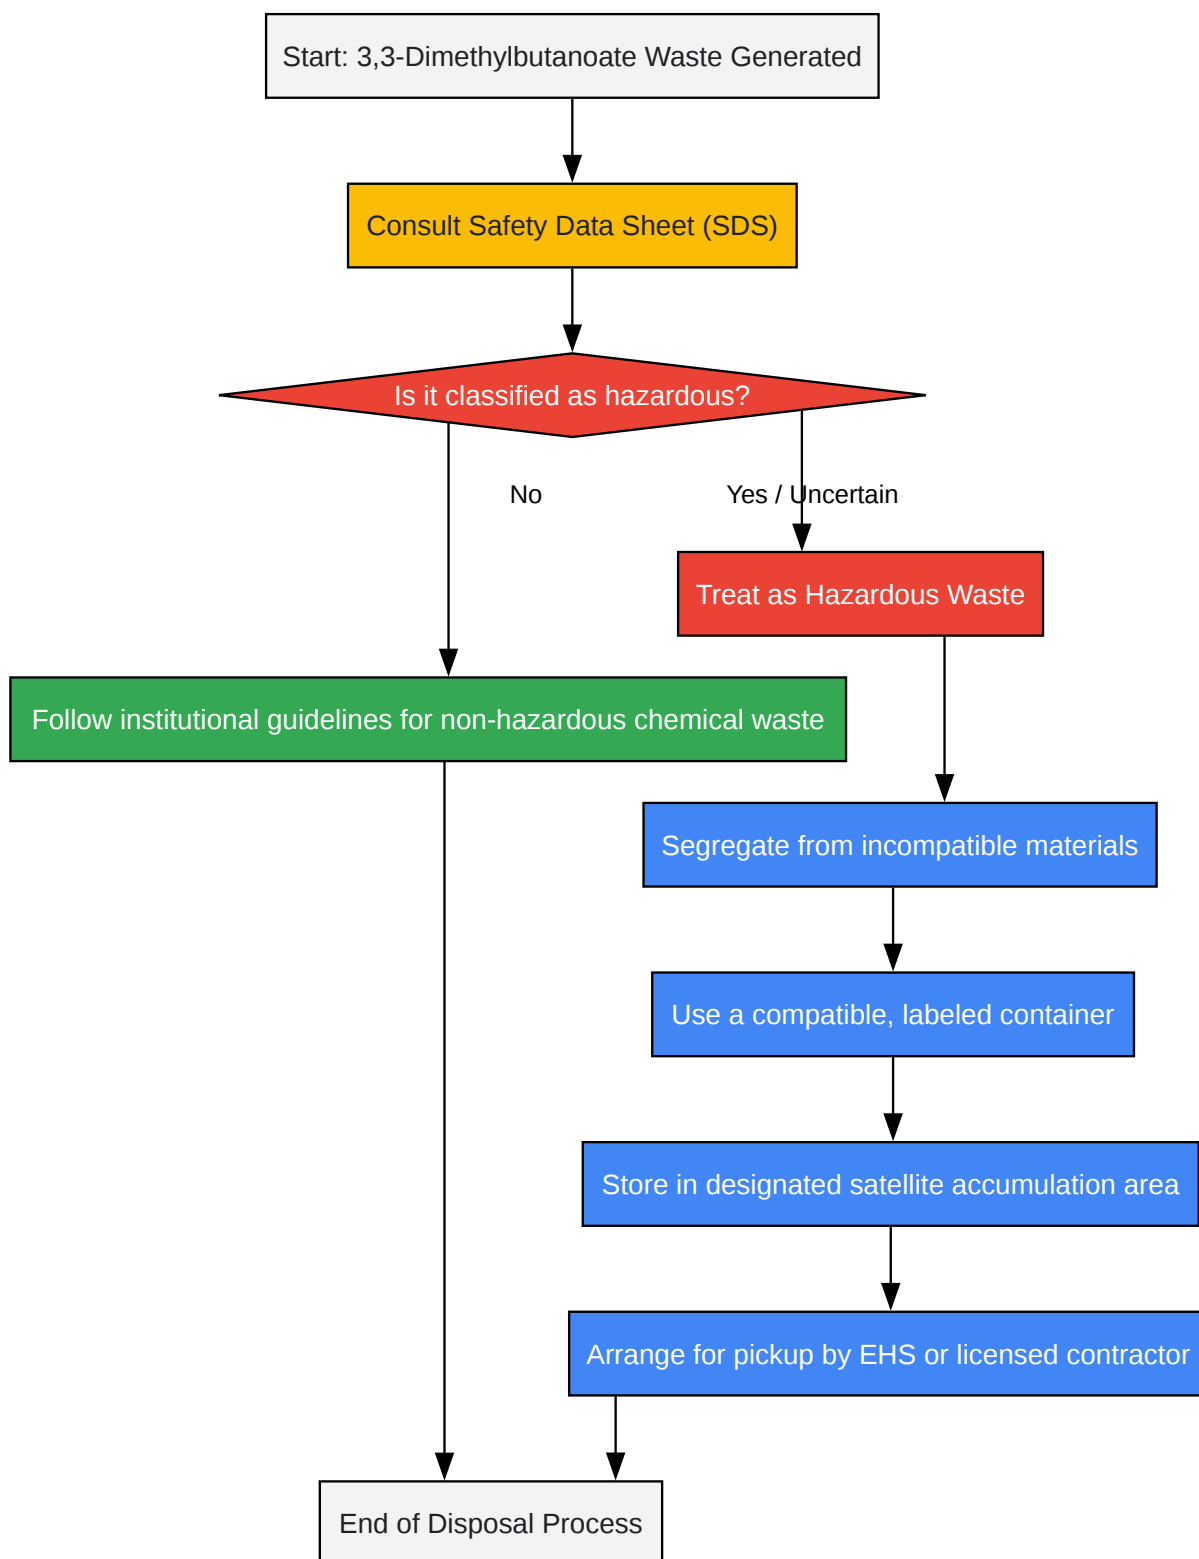 Start: 3,3-Dimethylbutanoate Waste Generated
Consult Safety Data Sheet (SDS)
Is it classified as hazardous?
No
Yes / Uncertain
Treat as Hazardous Waste
Follow institutional guidelines for non-hazardous chemical waste
Segregate from incompatible materials
Use a compatible, labeled container
Store in designated satellite accumulation area
Arrange for pickup by EHS or licensed contractor
End of Disposal Process